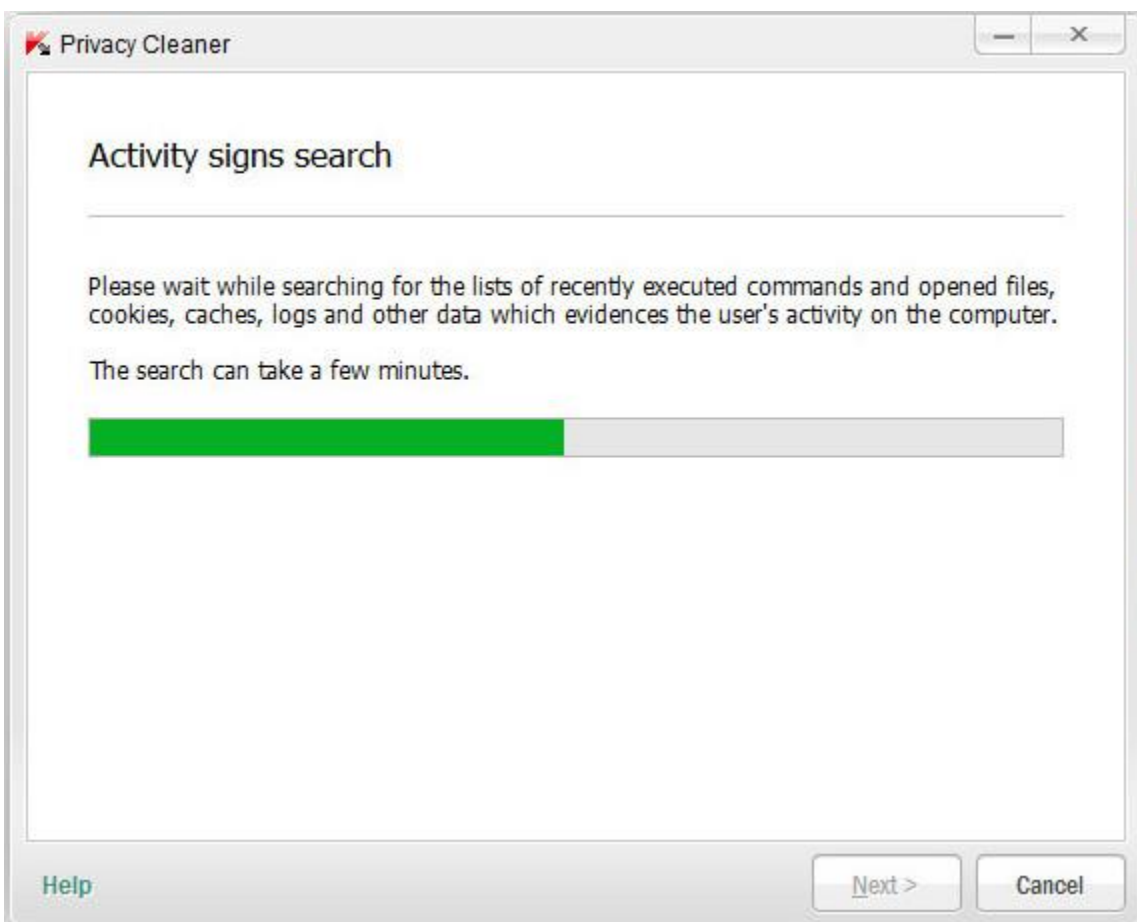 Privacy Cleaner
Activity signs search
Please wait while searching for the lists of recently executed commands and opened files,
cookies, caches, logs and other data which evidences the user's activity on the computer.
The search can take a few minutes.
Help
Next >
Cancel